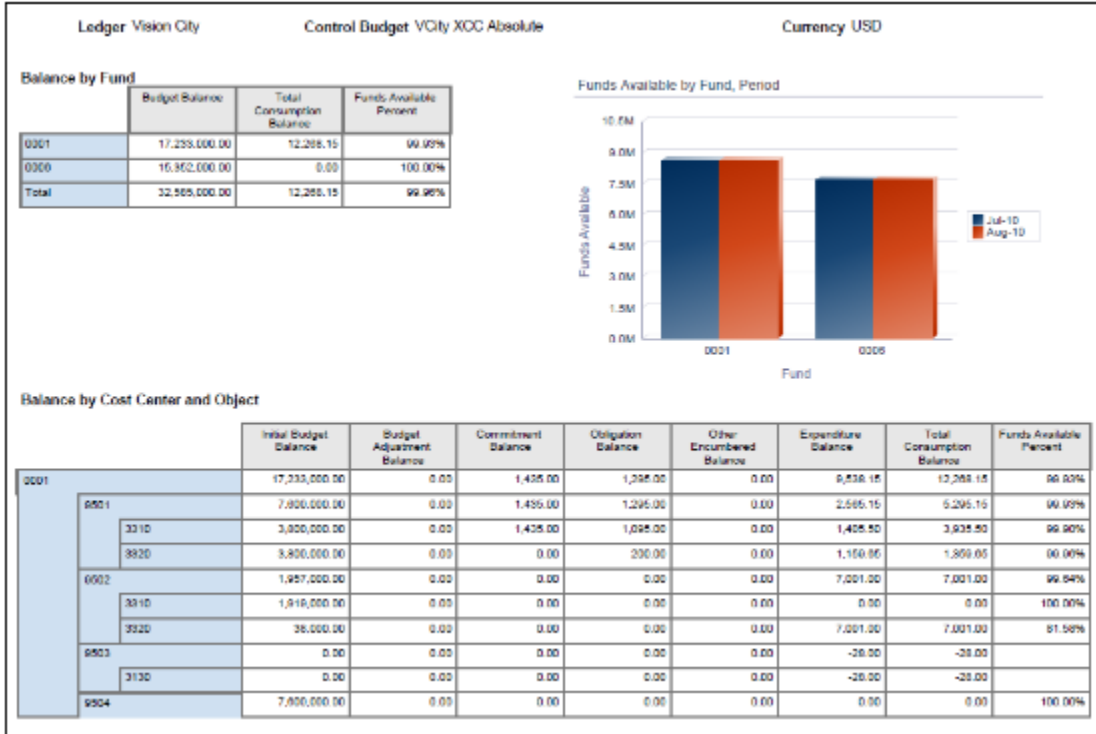 Ledger Vision City Control Budget VCity XCC Absolute Currency USD
Balance by Fund
Budget Balance Total Consumption Balance Funds Available Percent
0001 17,233,000.00 12,268.15 99.93%
0006 15,352,000.00 0.00 100.00%
Total 32,585,000.00 12,268.15 99.96%
Funds Available by Fund, Period
10.5M
9.0M
7.5M
6.0M
4.5M
3.0M
1.5M
0.0M
Funds Available
0001 0006
Fund
Jul-10
Aug-10
Balance by Cost Center and Object
Initial Budget Balance Budget Adjustment Balance Commitment Balance Obligation Balance Other Encumbered Balance Expenditure Balance Total Consumption Balance Funds Available Percent
0001 17,233,000.00 0.00 1,435.00 1,295.00 0.00 9,538.15 12,268.15 99.93%
9501 7,600,000.00 0.00 1,435.00 1,295.00 0.00 2,565.15 5,295.15 99.93%
3310 3,800,000.00 0.00 1,435.00 1,095.00 0.00 1,405.50 3,935.50 99.90%
3320 3,800,000.00 0.00 0.00 200.00 0.00 1,159.65 1,359.65 99.96%
9502 1,957,000.00 0.00 0.00 0.00 0.00 7,001.00 7,001.00 99.64%
3310 1,919,000.00 0.00 0.00 0.00 0.00 0.00 0.00 100.00%
3320 38,000.00 0.00 0.00 0.00 0.00 7,001.00 7,001.00 81.58%
9503 0.00 0.00 0.00 0.00 0.00 -28.00 -28.00
3130 0.00 0.00 0.00 0.00 0.00 -28.00 -28.00
9504 7,600,000.00 0.00 0.00 0.00 0.00 0.00 0.00 100.00%